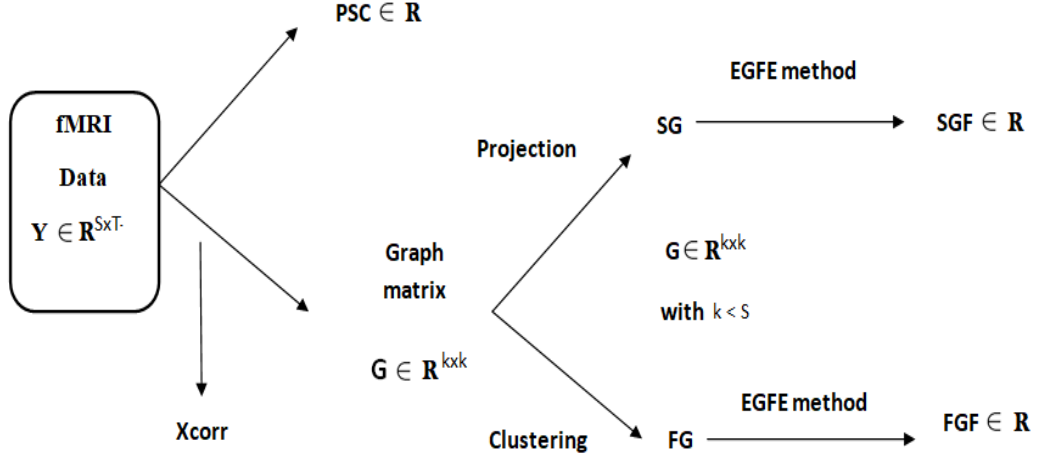 PSC ∈ R
fMRI
Data
Y ∈ R^SxT.
EGFE method
SG
SGF ∈ R
Projection
Graph
matrix
G ∈ R^kxk
G ∈ R^kxk
with k < S
Xcorr
Clustering
EGFE method
FG
FGF ∈ R